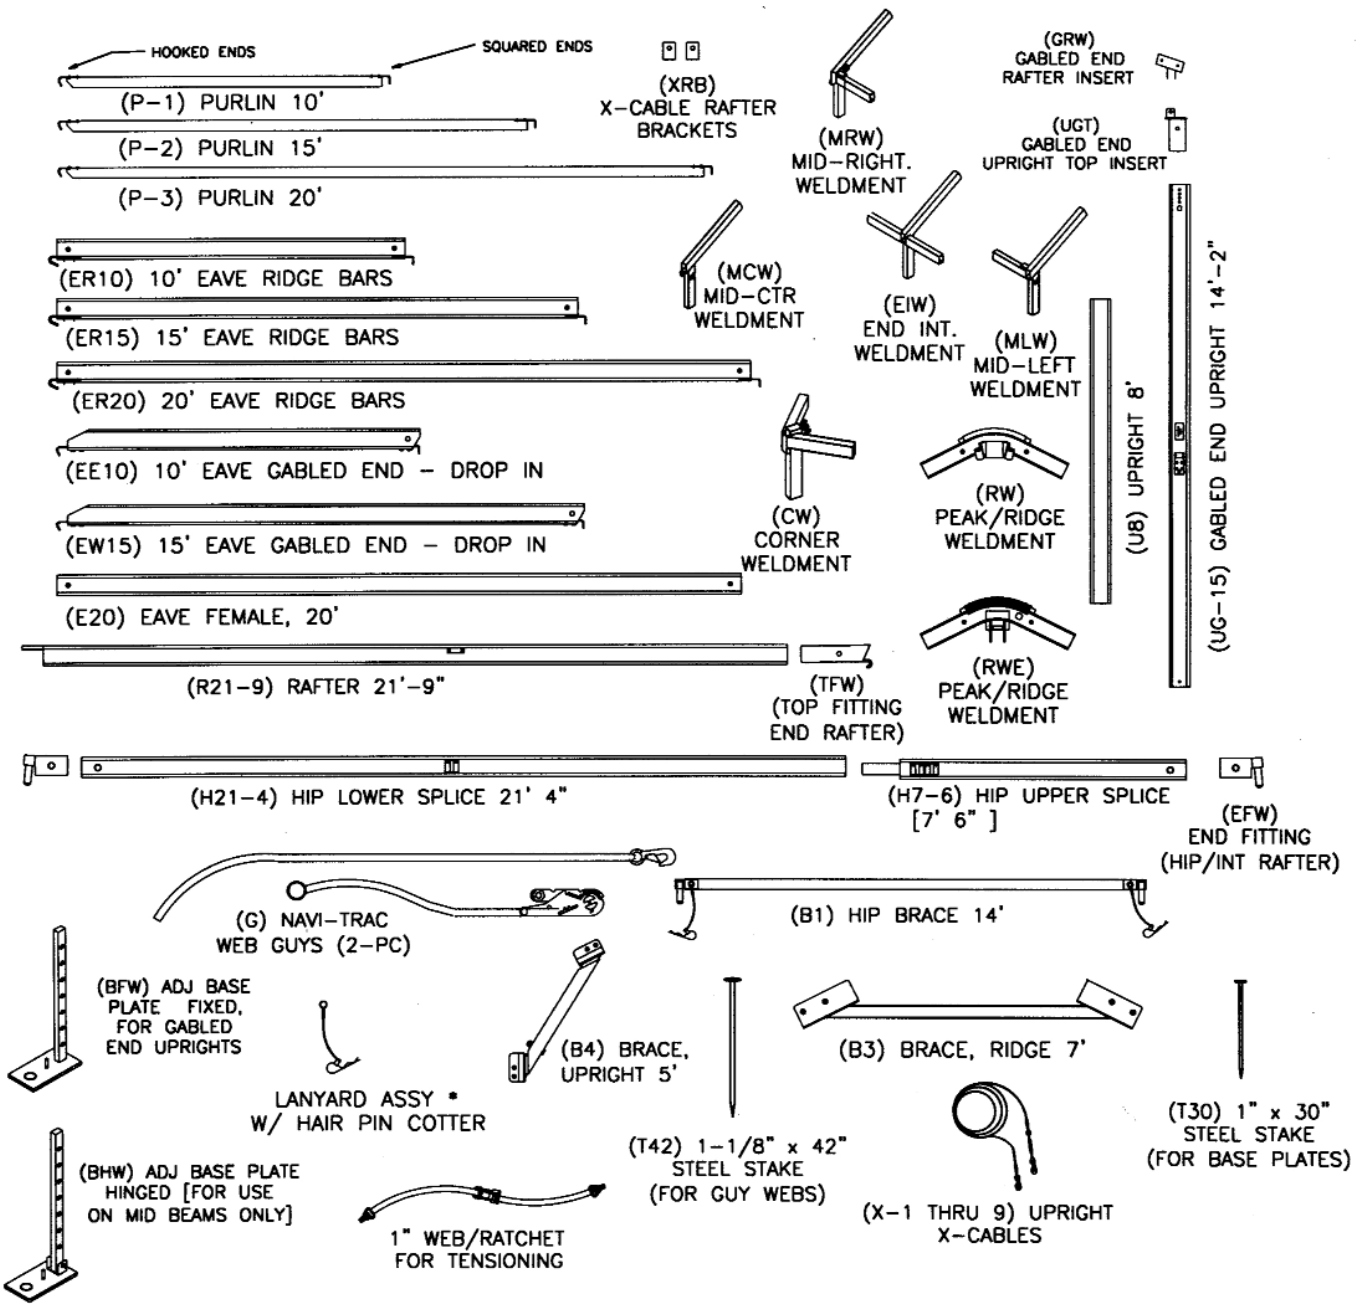 HOOKED ENDS
SQUARED ENDS
(P-1) PURLIN 10'
(P-2) PURLIN 15'
(P-3) PURLIN 20'
(XRB)
X-CABLE RAFTER
BRACKETS
(MRW)
MID-RIGHT.
WELDMENT
(GRW)
GABLED END
RAFTER INSERT
(UGT)
GABLED END
UPRIGHT TOP INSERT
(ER10) 10' EAVE RIDGE BARS
(ER15) 15' EAVE RIDGE BARS
(ER20) 20' EAVE RIDGE BARS
(MCW)
MID-CTR
WELDMENT
(EIW)
END INT.
WELDMENT
(MLW)
MID-LEFT
WELDMENT
(U8) UPRIGHT 8'
(UG-15) GABLED END UPRIGHT 14'-2"
(EE10) 10' EAVE GABLED END - DROP IN
(EW15) 15' EAVE GABLED END - DROP IN
(E20) EAVE FEMALE, 20'
(CW)
CORNER
WELDMENT
(RW)
PEAK/RIDGE
WELDMENT
(R21-9) RAFTER 21'-9"
(TFW)
(TOP FITTING
END RAFTER)
(RWE)
PEAK/RIDGE
WELDMENT
(H21-4) HIP LOWER SPLICE 21' 4"
(H7-6) HIP UPPER SPLICE
[7' 6" ]
(EFW)
END FITTING
(HIP/INT RAFTER)
(G) NAVI-TRAC
WEB GUYS (2-PC)
(B1) HIP BRACE 14'
(BFW) ADJ BASE
PLATE FIXED,
FOR GABLED
END UPRIGHTS
LANYARD ASSY *
W/ HAIR PIN COTTER
(B4) BRACE,
UPRIGHT 5'
(B3) BRACE, RIDGE 7'
(T42) 1-1/8" x 42"
STEEL STAKE
(FOR GUY WEBS)
(T30) 1" x 30"
STEEL STAKE
(FOR BASE PLATES)
(BHW) ADJ BASE PLATE
HINGED [FOR USE
ON MID BEAMS ONLY]
1" WEB/RATCHET
FOR TENSIONING
(X-1 THRU 9) UPRIGHT
X-CABLES